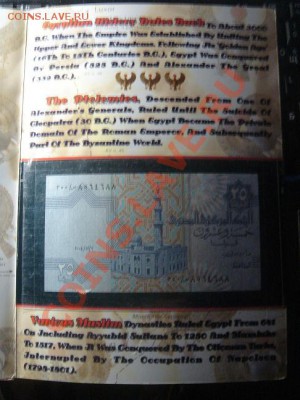 Egyptian History Dates Back To About 4000
B.C. When The Empire Was Established By Uniting The
Upper And Lower Kingdoms. Following Its "Golden Age"
(16Th To 13Th Centuries B.C.), Egypt Was Conquered
By Persia (525 B.C.) And Alexander The Great
(332 B.C.).
The Ptolemies, Descended From One Of
Alexander's Generals, Ruled Until The Suicide Of
Cleopatra (30 B.C.) When Egypt Became The Private
Domain Of The Roman Emperor, And Subsequently
Part Of The Byzantine World.
٢٥
Various Muslim Dynasties Ruled Egypt From 641
On Including Ayyubid Sultans To 1250 And Mamluks
To 1517, When It Was Conquered By The Ottoman Turks,
Interrupted By The Occupation Of Napoleon
(1798-1801).
COINS.LAVE.RU